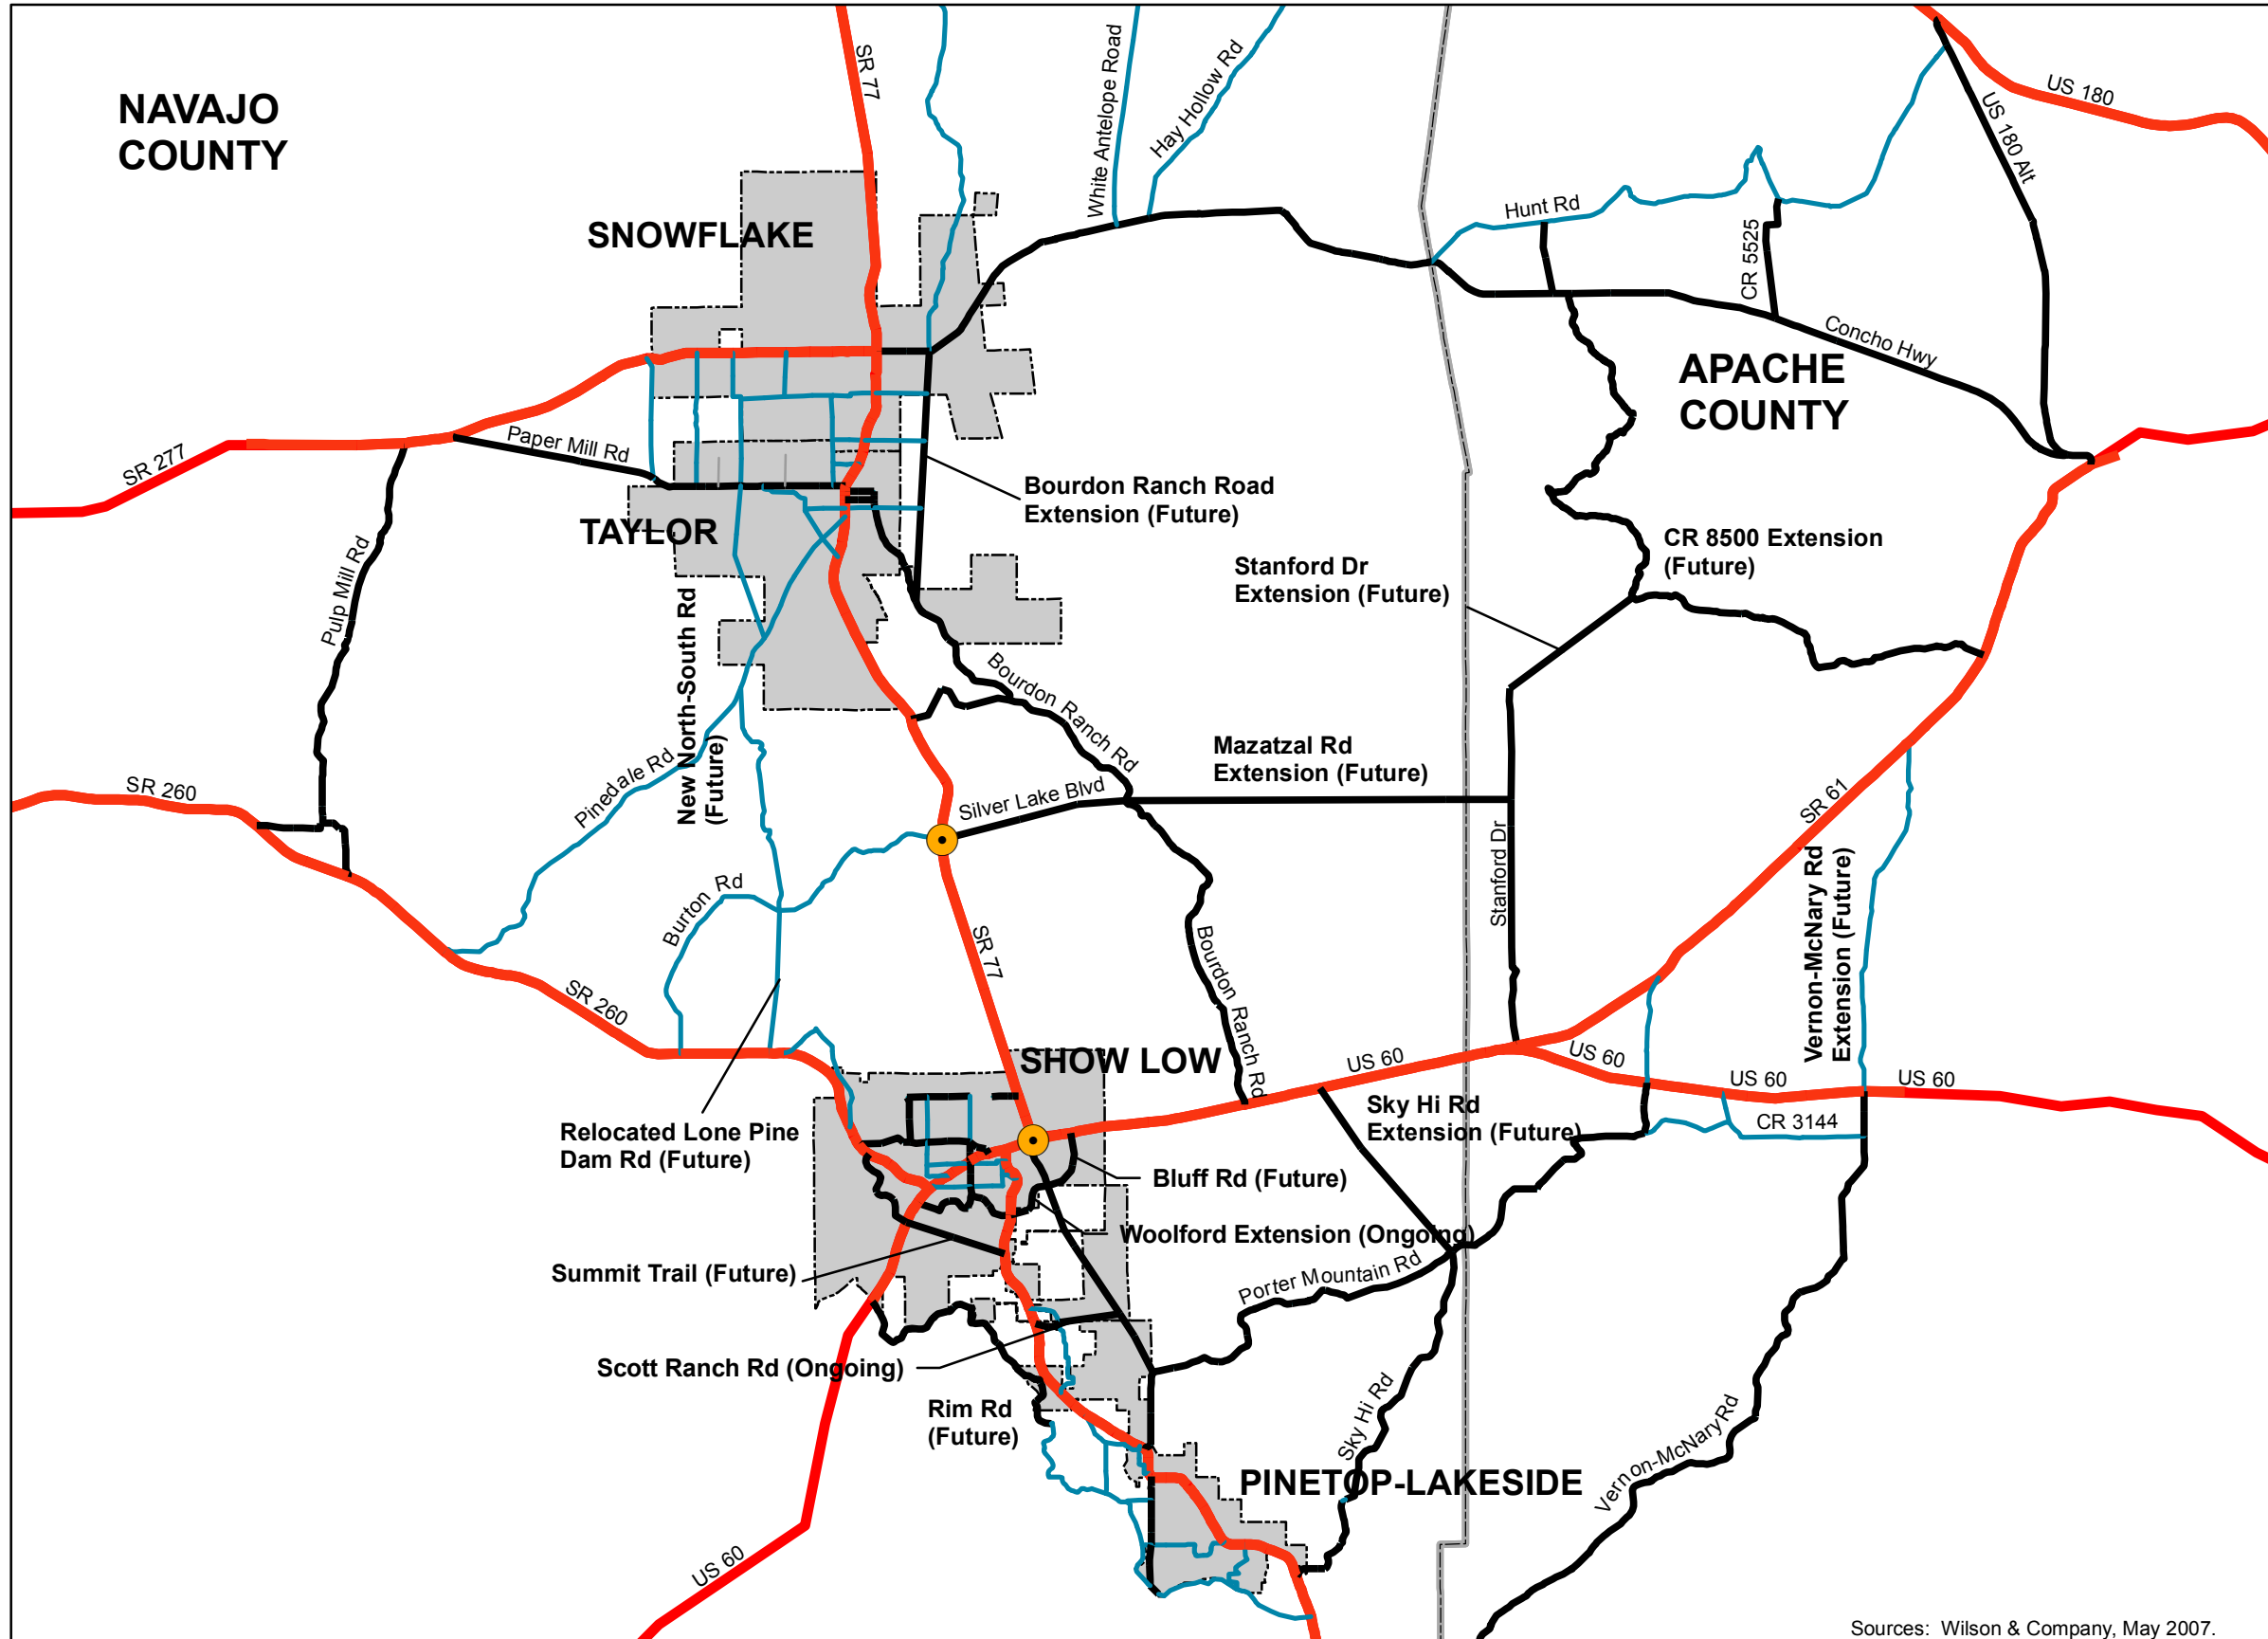 NAVAJO
COUNTY
SR 77
White Antelope Road
Hay Hollow Rd
US 180
US 180 Alt
SNOWFLAKE
Hunt Rd
CR 5525
Concho Hwy
APACHE
COUNTY
SR 277
Paper Mill Rd
Bourdon Ranch Road
Extension (Future)
TAYLOR
CR 8500 Extension
(Future)
Stanford Dr
Extension (Future)
Pulp Mill Rd
New North-South Rd
(Future)
Bourdon Ranch Rd
Mazatzal Rd
Extension (Future)
SR 260
Pinedale Rd
Silver Lake Blvd
SR 61
Burton Rd
Stanford Dr
Vernon-McNary Rd
Extension (Future)
SR 77
Bourdon Ranch Rd
SR 260
SHOW LOW
US 60
US 60
US 60
US 60
Sky Hi Rd
Extension (Future)
CR 3144
Relocated Lone Pine
Dam Rd (Future)
Bluff Rd (Future)
Woolford Extension (Ongoing)
Summit Trail (Future)
Porter Mountain Rd
Scott Ranch Rd (Ongoing)
Rim Rd
(Future)
Sky Hi Rd
Vernon-McNary Rd
PINETOP-LAKESIDE
US 60
Sources: Wilson & Company, May 2007.